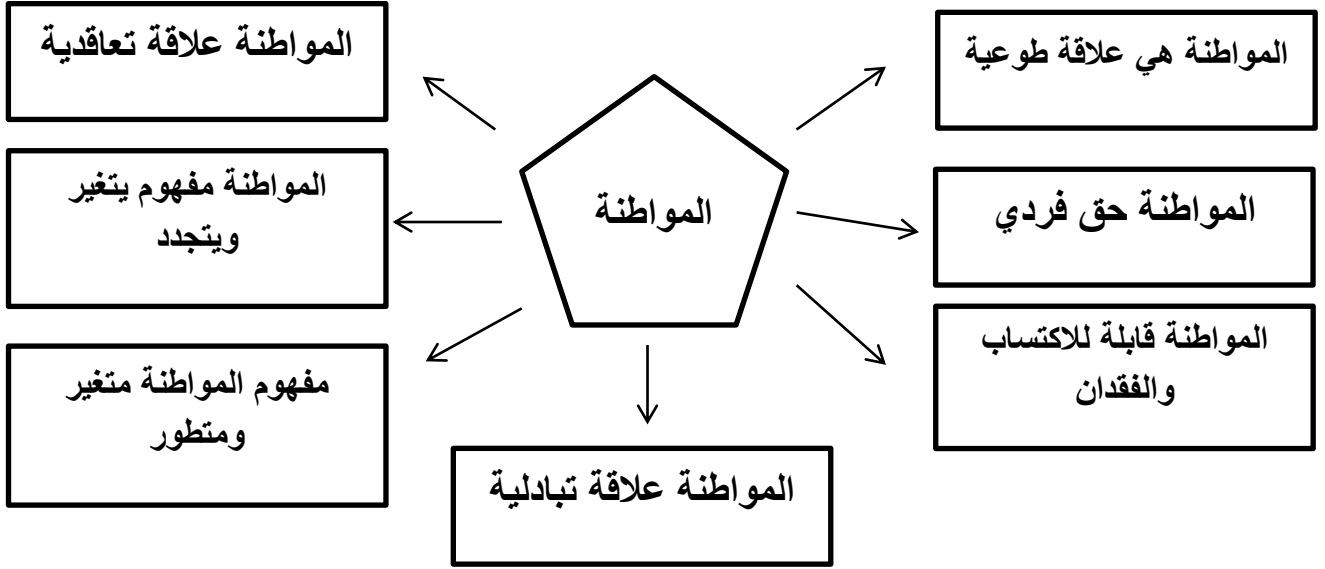 المواطنة هي علاقة طوعية
المواطنة علاقة تعاقدية
المواطنة حق فردي
المواطنة
المواطنة مفهوم يتغير
ويتجدد
المواطنة قابلة للاكتساب
والفقدان
مفهوم المواطنة متغير
ومتطور
المواطنة علاقة تبادلية